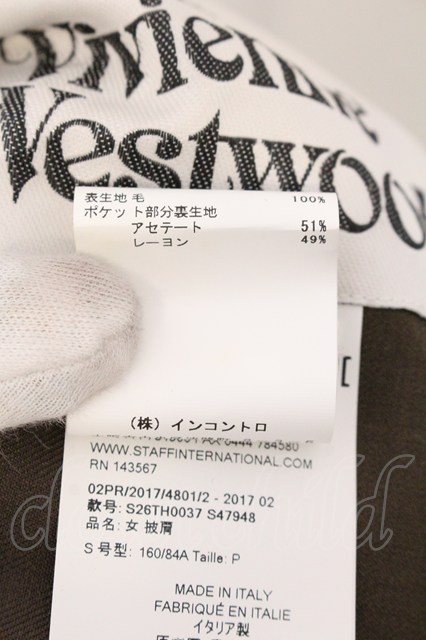 Vivienne
Westwoo
表生地 毛 100%
ポケット部分裏生地
アセテート 51%
レーヨン 49%
(株) インコントロ
784580
WWW.STAFFINTERNATIONAL.COM
RN 143567
02PR/2017/4801/2 - 2017 02
款号: S26TH0037 S47948
品名: 女 披肩
S 号型: 160/84A Taille: P
MADE IN ITALY
FABRIQUÉ EN ITALIE
イタリア製